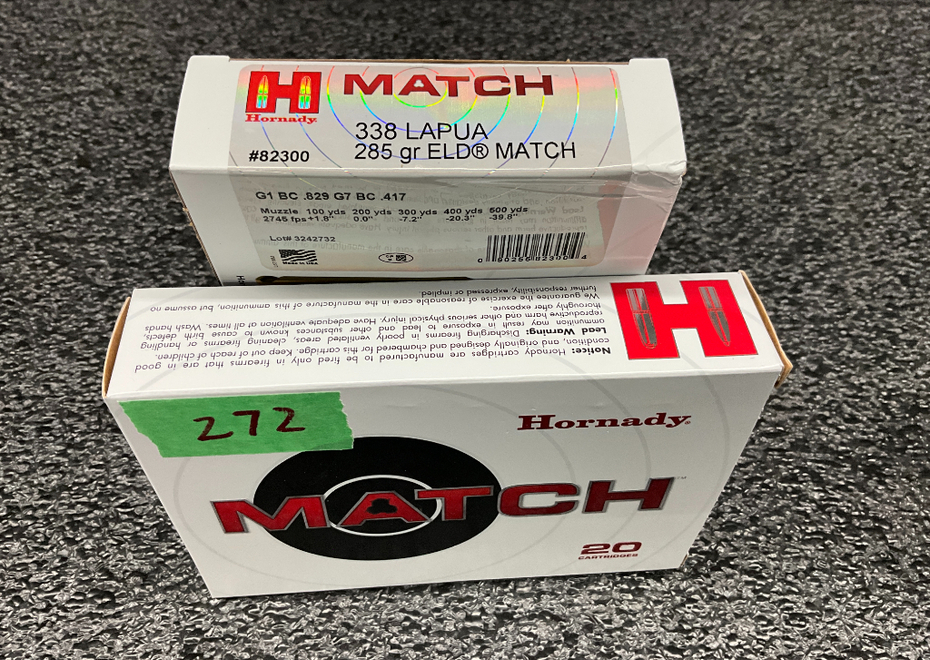 H
MATCH
Hornady.
338 LAPUA
#82300
285 gr ELD® MATCH
G1 BC .829 G7 BC .417
Muzzle 100 yds 200 yds 300 yds 400 yds 500 yds
2745 fps +1.8" 0.0" -7.2" -20.3" -39.8"
Lot# 3242732
Made in USA
H
Notice: Hornady cartridges are manufactured to be fired only in firearms that are in good
condition, and originally designed and chambered for this cartridge. Keep out of reach of children.
Lead Warning: Discharging firearms in poorly ventilated areas, cleaning firearms or handling
ammunition may result in exposure to lead and other substances known to cause birth defects,
reproductive harm and other serious physical injury. Have adequate ventilation at all times. Wash hands
thoroughly after exposure.
We guarantee the exercise of reasonable care in the manufacture of this ammunition, but assume no
further responsibility, expressed or implied.
272
Hornady®
MATCH™
20
CARTRIDGES